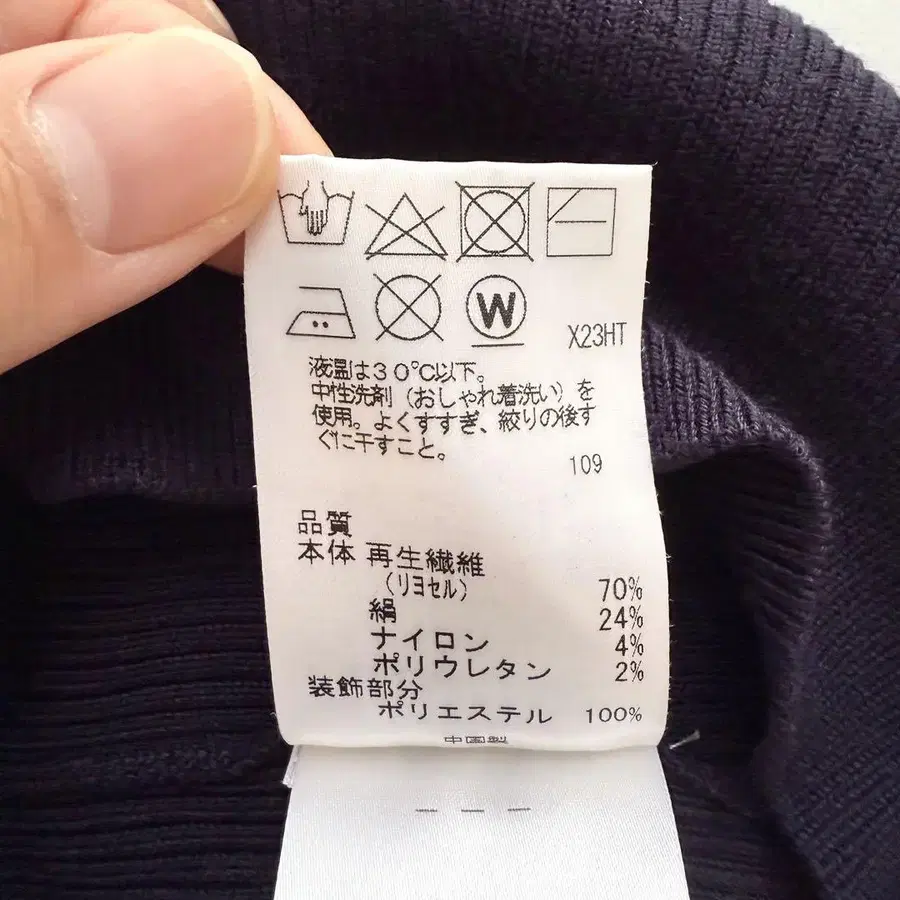 W
X23HT
液温は30℃以下。
中性洗剤（おしゃれ着洗い）を
使用。よくすすぎ、絞りの後す
ぐに干すこと。
109
品質
本体 再生繊維
（リヨセル） 70%
絹 24%
ナイロン 4%
ポリウレタン 2%
装飾部分
ポリエステル 100%
中国製